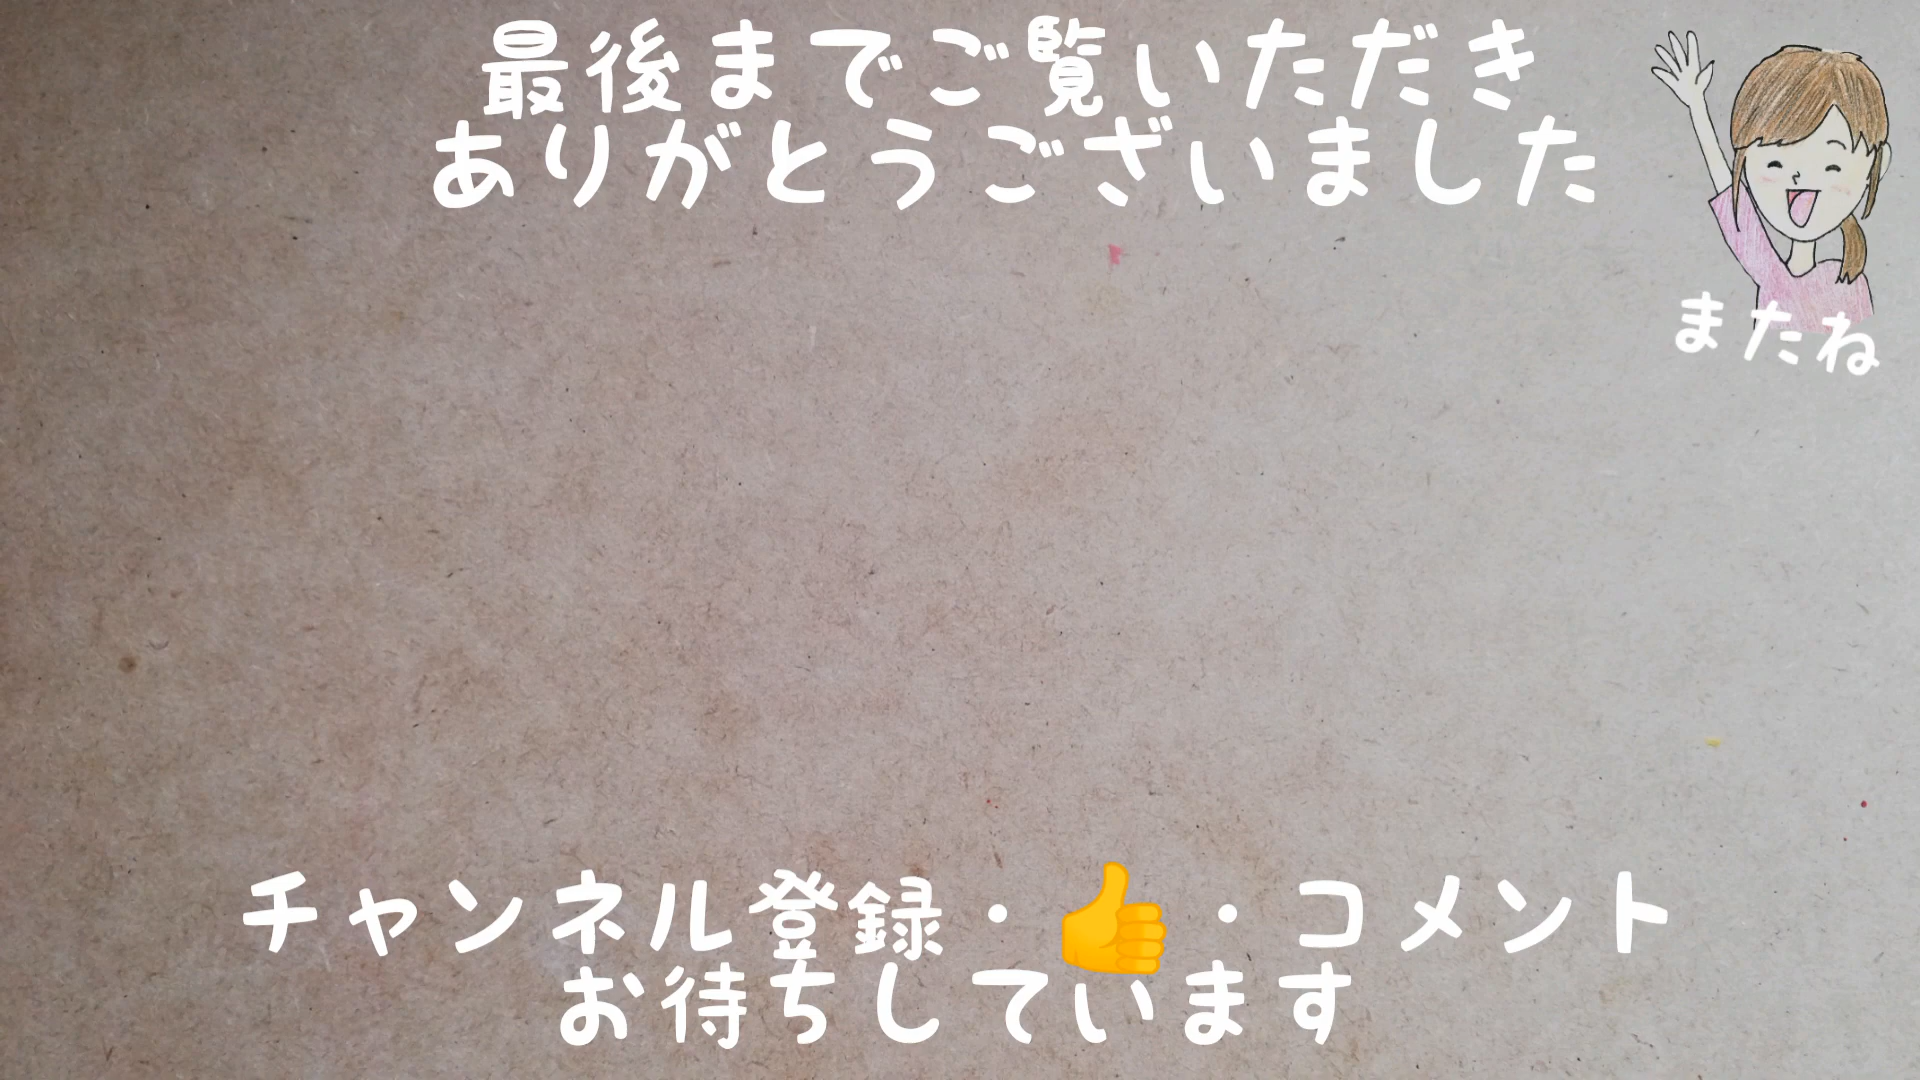 最後までご覧いただき
ありがとうございました
またね
チャンネル登録・👍・コメント
お待ちしています